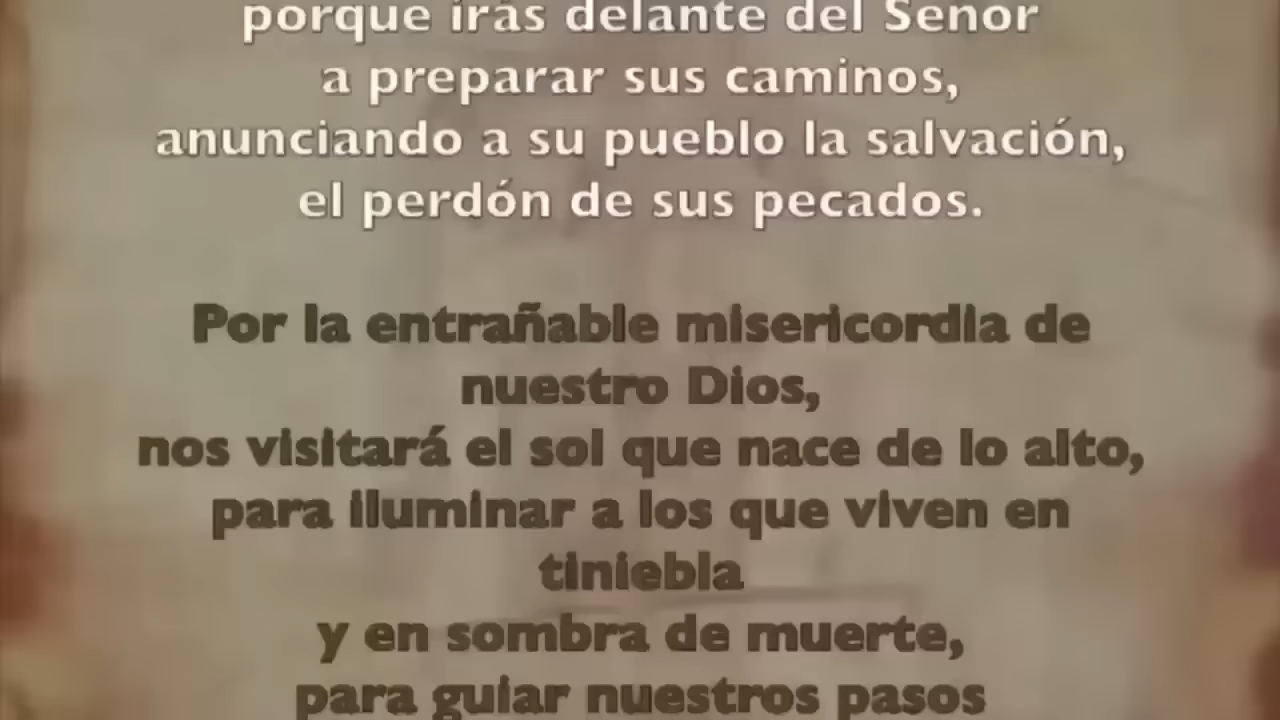 porque irás delante del Señor
a preparar sus caminos,
anunciando a su pueblo la salvación,
el perdón de sus pecados.
Por la entrañable misericordia de
nuestro Dios,
nos visitará el sol que nace de lo alto,
para iluminar a los que viven en
tiniebla
y en sombra de muerte,
para guiar nuestros pasos